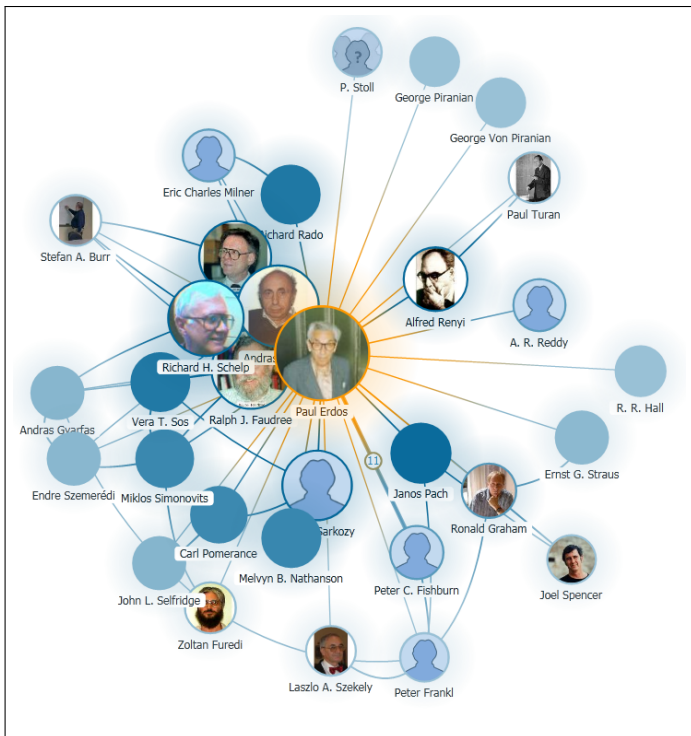 ?
P. Stoll
George Piranian
George Von Piranian
Eric Charles Milner
Paul Turan
Richard Rado
Stefan A. Burr
Alfred Renyi
A. R. Reddy
Richard H. Schelp
Andras
R. R. Hall
Paul Erdos
Vera T. Sos
Ralph J. Faudree
Andras Gyarfas
11
Ernst G. Straus
Endre Szemerédi
Miklos Simonovits
Janos Pach
Ronald Graham
Sarkozy
Carl Pomerance
Melvyn B. Nathanson
Peter C. Fishburn
Joel Spencer
John L. Selfridge
Zoltan Furedi
Laszlo A. Szekely
Peter Frankl